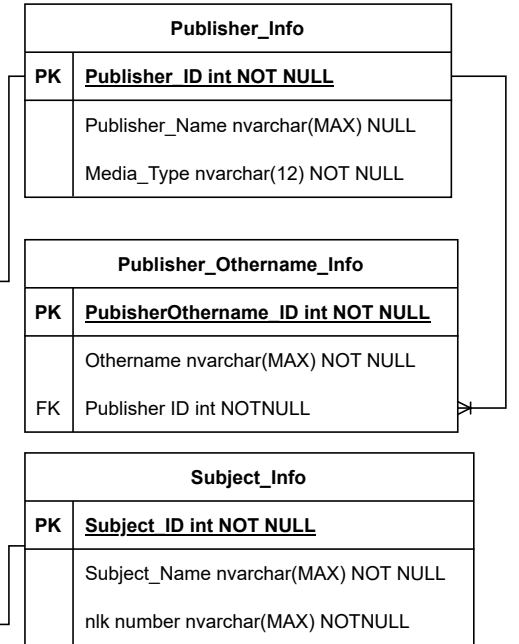 Publisher_Info
PK Publisher_ID int NOT NULL
Publisher_Name nvarchar(MAX) NULL
Media_Type nvarchar(12) NOT NULL
Publisher_Othername_Info
PK PubisherOthername_ID int NOT NULL
Othername nvarchar(MAX) NOT NULL
FK Publisher ID int NOTNULL
Subject_Info
PK Subject_ID int NOT NULL
Subject_Name nvarchar(MAX) NOT NULL
nlk number nvarchar(MAX) NOTNULL